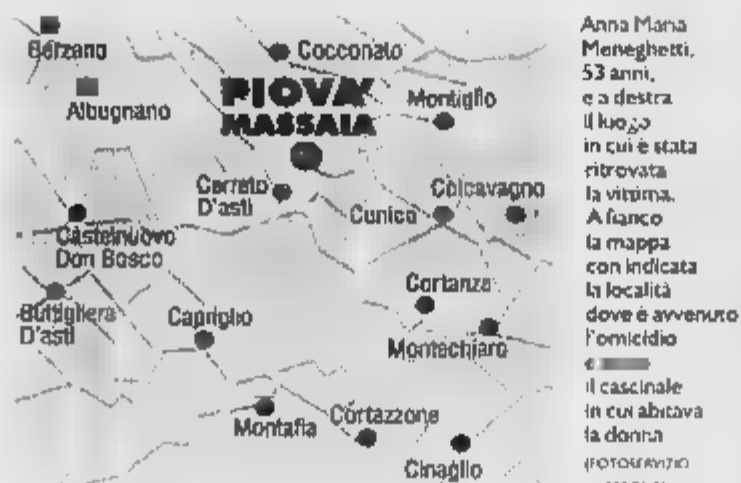 Berzano
Cocconato
Albugnano
PIOVA'
MASSAIA
Montiglio
Cerreto
D'asti
Colcavagno
Cunico
Castelnuovo
Don Bosco
Cortanze
Buttigliera
D'asti
Capriglio
Montechiaro
Montafia
Cortazzone
Cinaglio
Anna Maria
Meneghetti,
53 anni,
e a destra
il luogo
in cui è stata
ritrovata
la vittima.
A fianco
la mappa
con indicata
la località
dove è avvenuto
l'omicidio
e
il cascinale
in cui abitava
la donna
(FOTOSERVIZIO